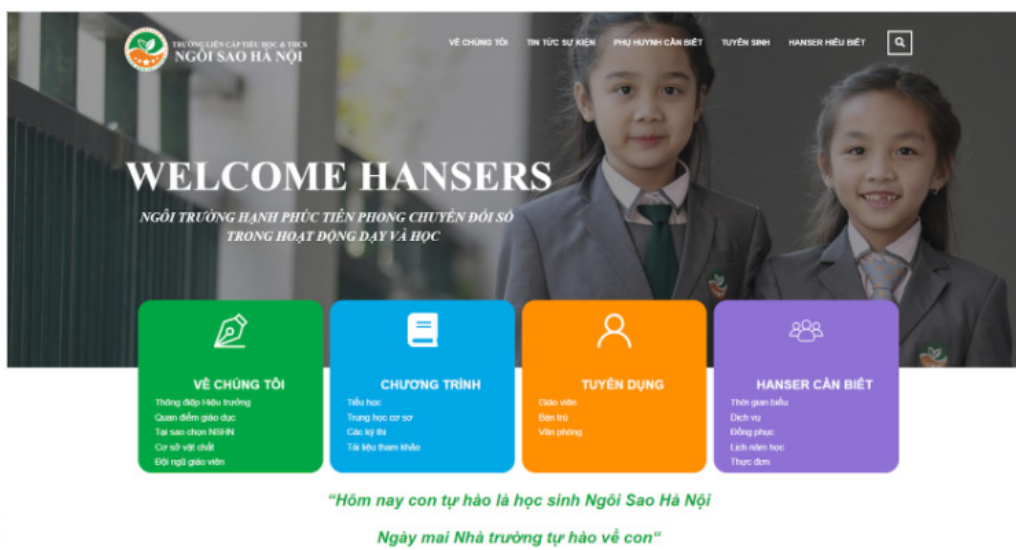 TRƯỜNG LIÊN CẤP TIỂU HỌC & THCS
NGÔI SAO HÀ NỘI
VỀ CHÚNG TÔI
TIN TỨC SỰ KIỆN
PHỤ HUYNH CẦN BIẾT
TUYỂN SINH
HANSER HIỂU BIẾT
WELCOME HANSERS
NGÔI TRƯỜNG HẠNH PHÚC TIÊN PHONG CHUYỂN ĐỔI SỐ
TRONG HOẠT ĐỘNG DẠY VÀ HỌC
VỀ CHÚNG TÔI
Thông điệp Hiệu trưởng
Quan điểm giáo dục
Tại sao chọn NSHN
Cơ sở vật chất
Đội ngũ giáo viên
CHƯƠNG TRÌNH
Tiểu học
Trung học cơ sơ
Các kỳ thi
Tài liệu tham khảo
TUYỂN DỤNG
Giáo viên
Bán trú
Văn phòng
HANSER CẦN BIẾT
Thời gian biểu
Dịch vụ
Đồng phục
Lịch năm học
Thực đơn
“Hôm nay con tự hào là học sinh Ngôi Sao Hà Nội
Ngày mai Nhà trường tự hào về con“